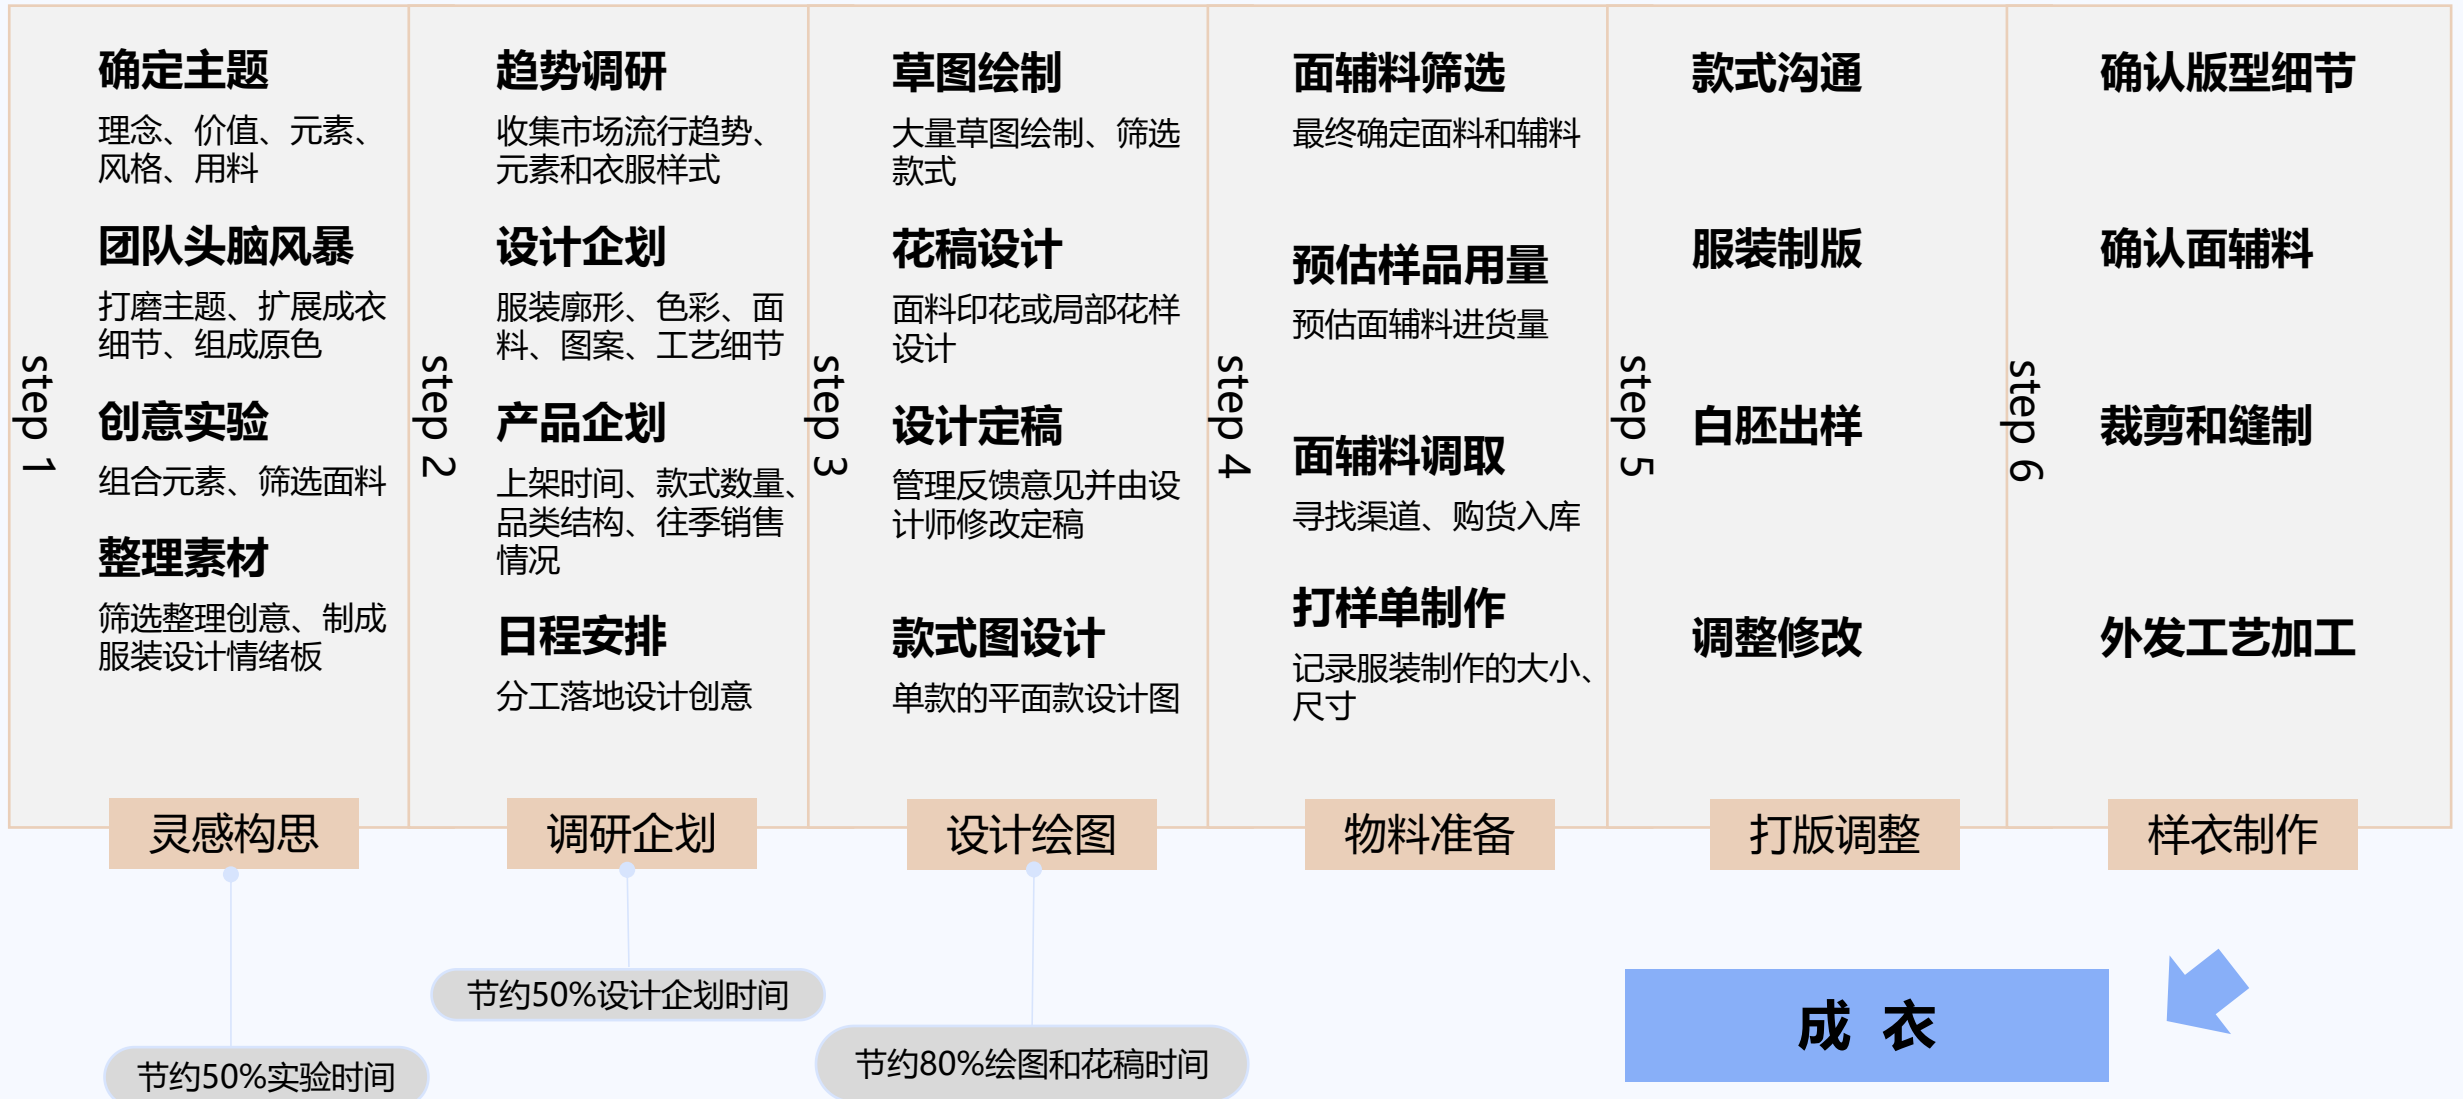 step 1
确定主题
理念、价值、元素、
风格、用料
团队头脑风暴
打磨主题、扩展成衣
细节、组成原色
创意实验
组合元素、筛选面料
整理素材
筛选整理创意、制成
服装设计情绪板
灵感构思
节约50%实验时间
step 2
趋势调研
收集市场流行趋势、
元素和衣服样式
设计企划
服装廓形、色彩、面
料、图案、工艺细节
产品企划
上架时间、款式数量、
品类结构、往季销售
情况
日程安排
分工落地设计创意
调研企划
节约50%设计企划时间
step 3
草图绘制
大量草图绘制、筛选
款式
花稿设计
面料印花或局部花样
设计
设计定稿
管理反馈意见并由设
计师修改定稿
款式图设计
单款的平面款设计图
设计绘图
节约80%绘图和花稿时间
step 4
面辅料筛选
最终确定面料和辅料
预估样品用量
预估面辅料进货量
面辅料调取
寻找渠道、购货入库
打样单制作
记录服装制作的大小、
尺寸
物料准备
step 5
款式沟通
服装制版
白胚出样
调整修改
打版调整
step 6
确认版型细节
确认面辅料
裁剪和缝制
外发工艺加工
样衣制作
成 衣